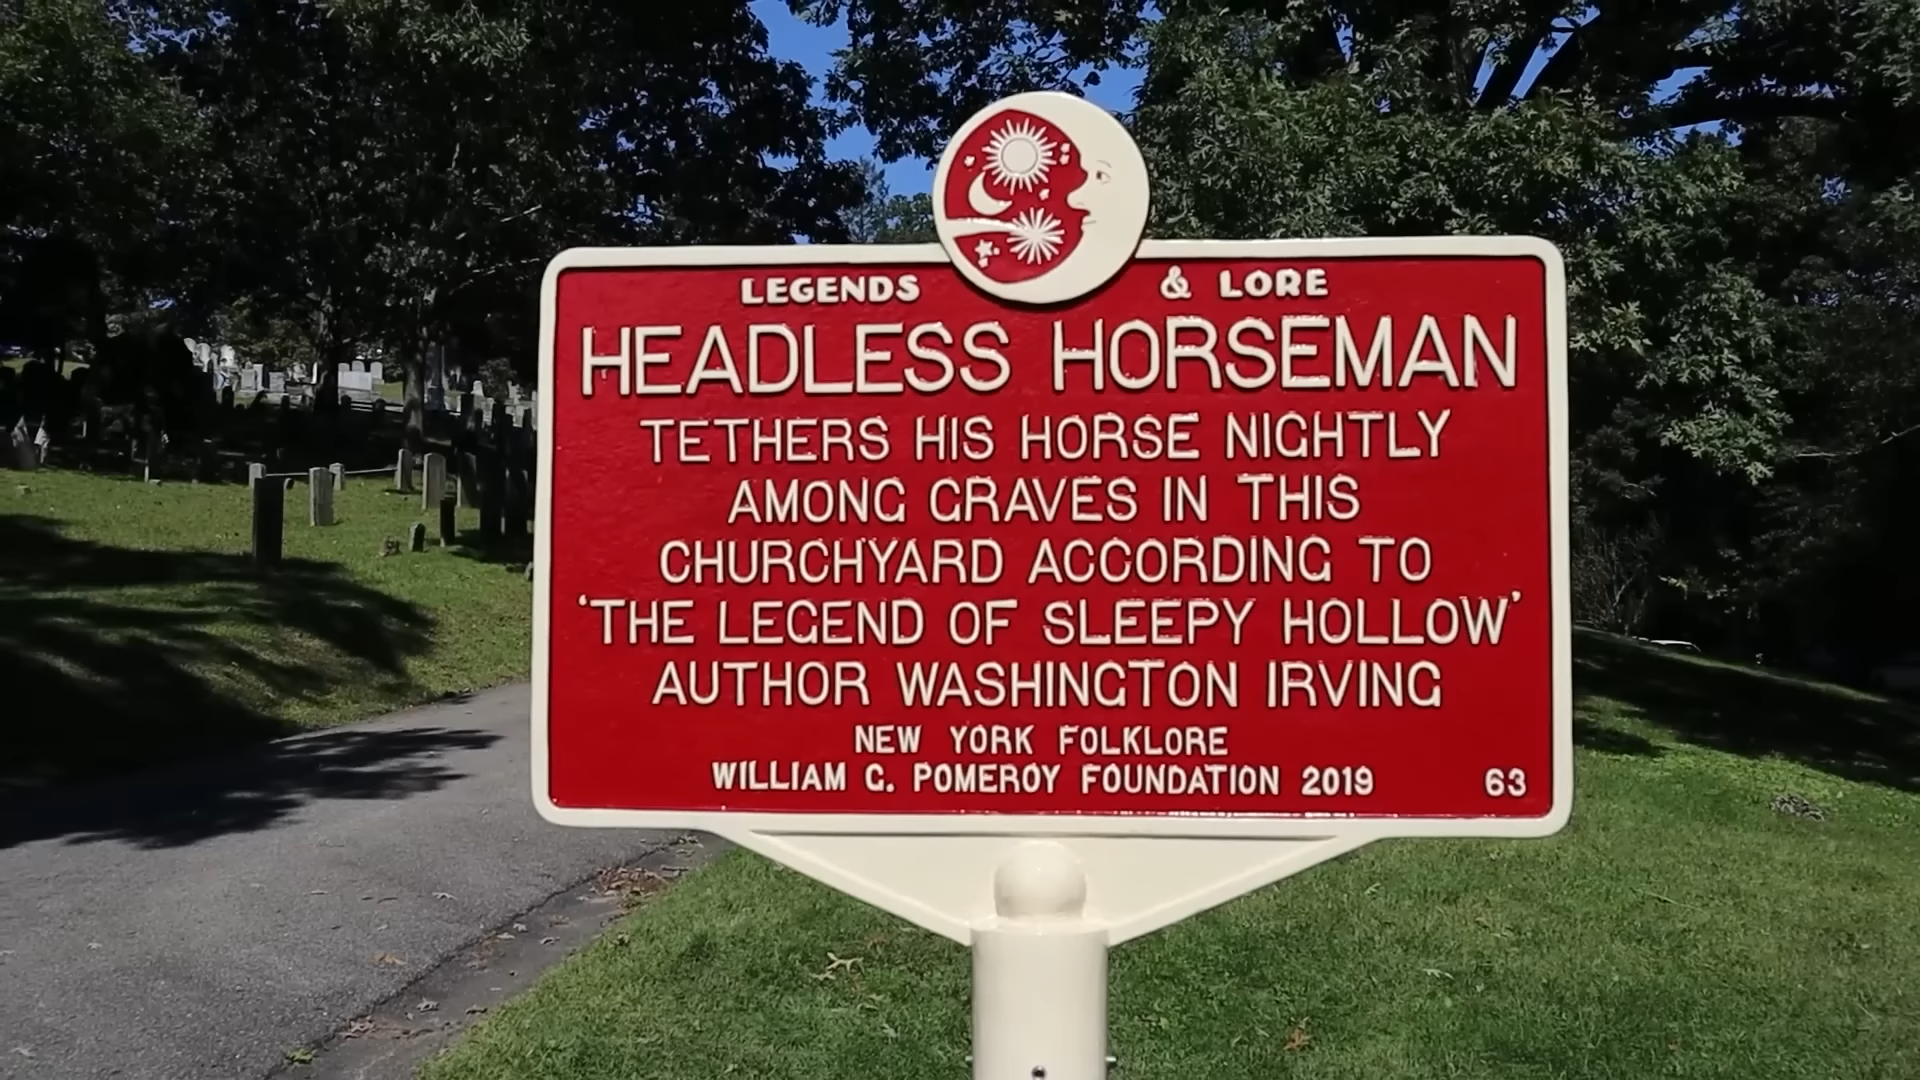 LEGENDS & LORE
HEADLESS HORSEMAN
TETHERS HIS HORSE NIGHTLY
AMONG GRAVES IN THIS
CHURCHYARD ACCORDING TO
‘THE LEGEND OF SLEEPY HOLLOW’
AUTHOR WASHINGTON IRVING
NEW YORK FOLKLORE
WILLIAM G. POMEROY FOUNDATION 2019 63